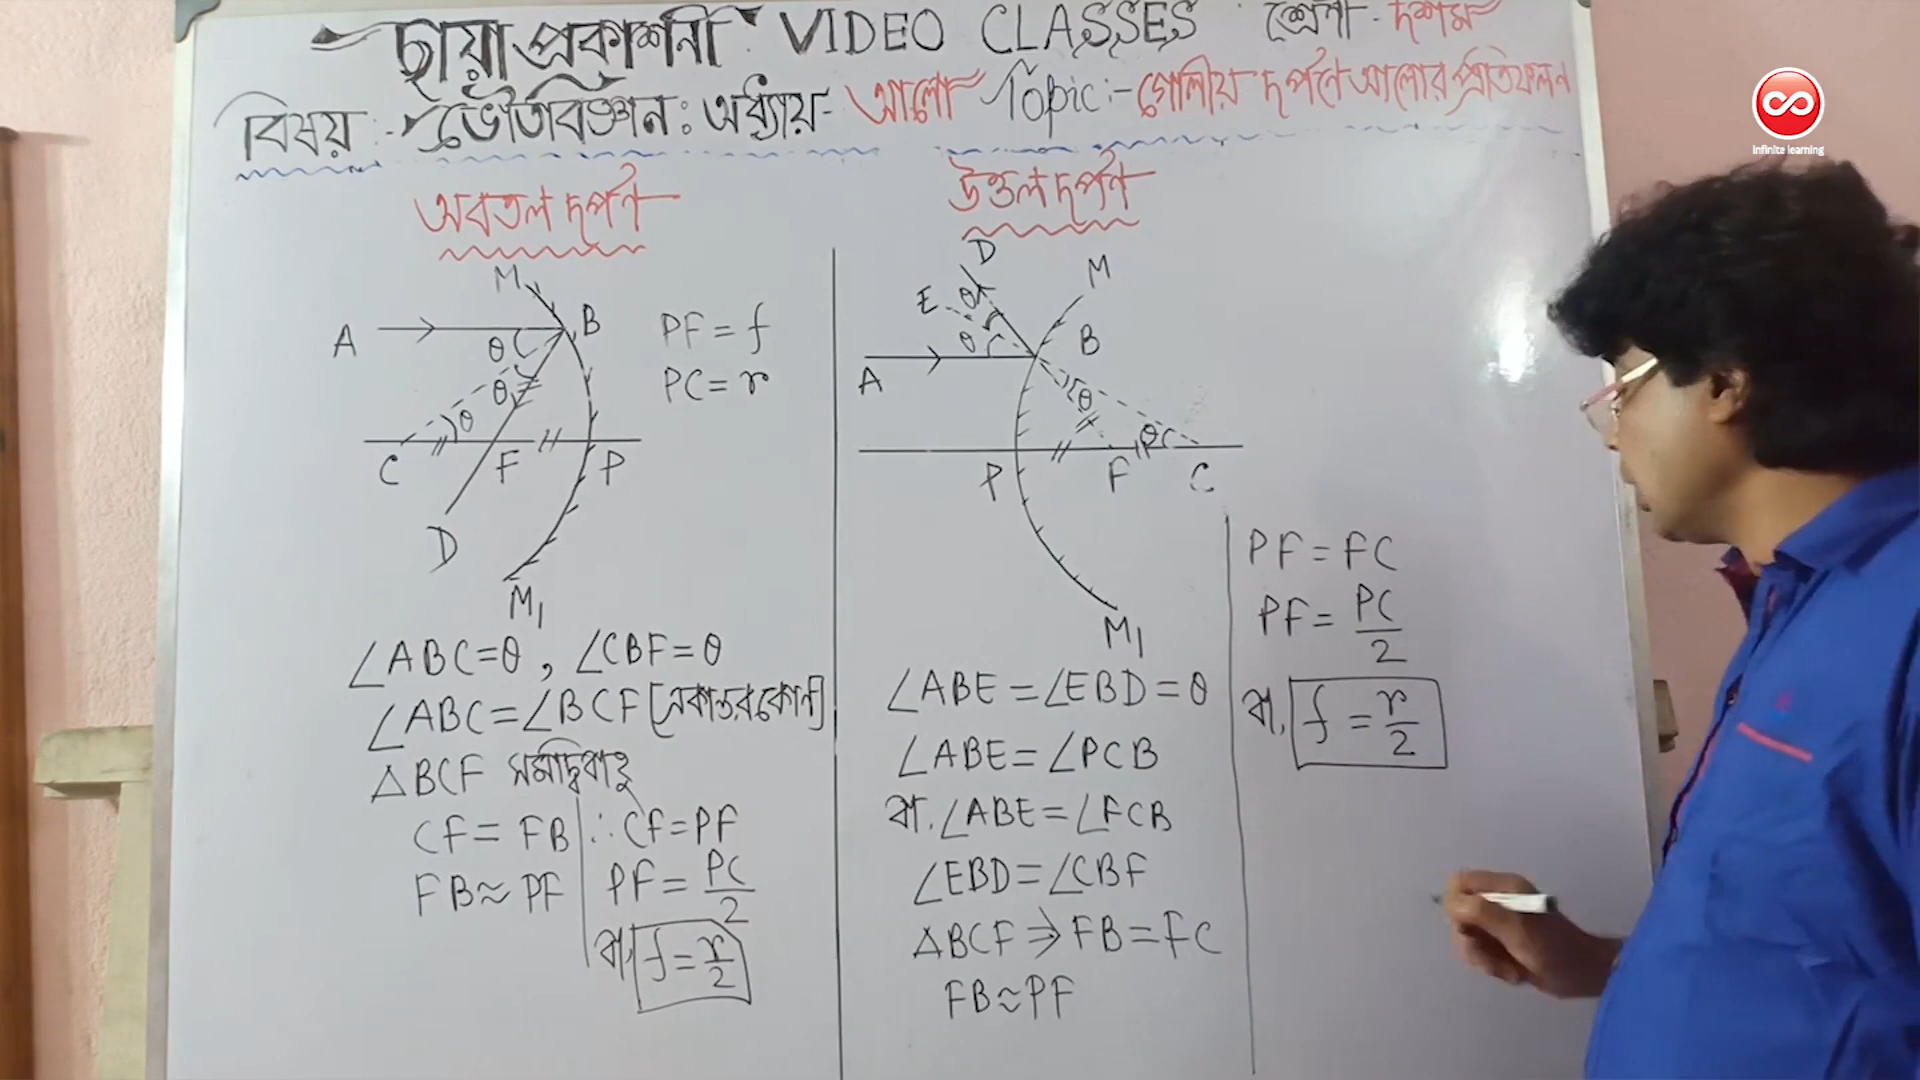 ছায়া প্রকাশনী VIDEO CLASSES শ্রেণী - দশম
বিষয় :- ভৌতবিজ্ঞান : অধ্যায় - আলো Topic :- গোলীয় দর্পণে আলোর প্রতিফলন
infinite learning
অবতল দর্পণ
M
A
B
θ
θ
θ
C
F
P
D
M₁
PF = f
PC = r
∠ABC = θ , ∠CBF = θ
∠ABC = ∠BCF [একান্তর কোণ]
△BCF সমদ্বিবাহু
CF = FB
FB ≈ PF
∴ CF = PF
PF = PC/2
বা, f = r/2
উত্তল দর্পণ
D
M
E
θ
θ
B
A
θ
θ
P
F
C
M₁
∠ABE = ∠EBD = θ
∠ABE = ∠PCB
বা. ∠ABE = ∠FCB
∠EBD = ∠CBF
△BCF ⇒ FB = FC
FB ≈ PF
PF = FC
PF = PC/2
বা, f = r/2